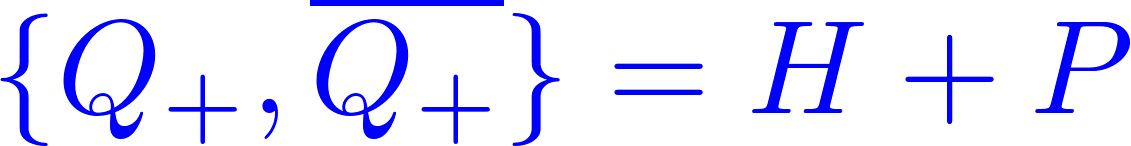 $\{Q_+, \overline{Q_+}\} = H + P$